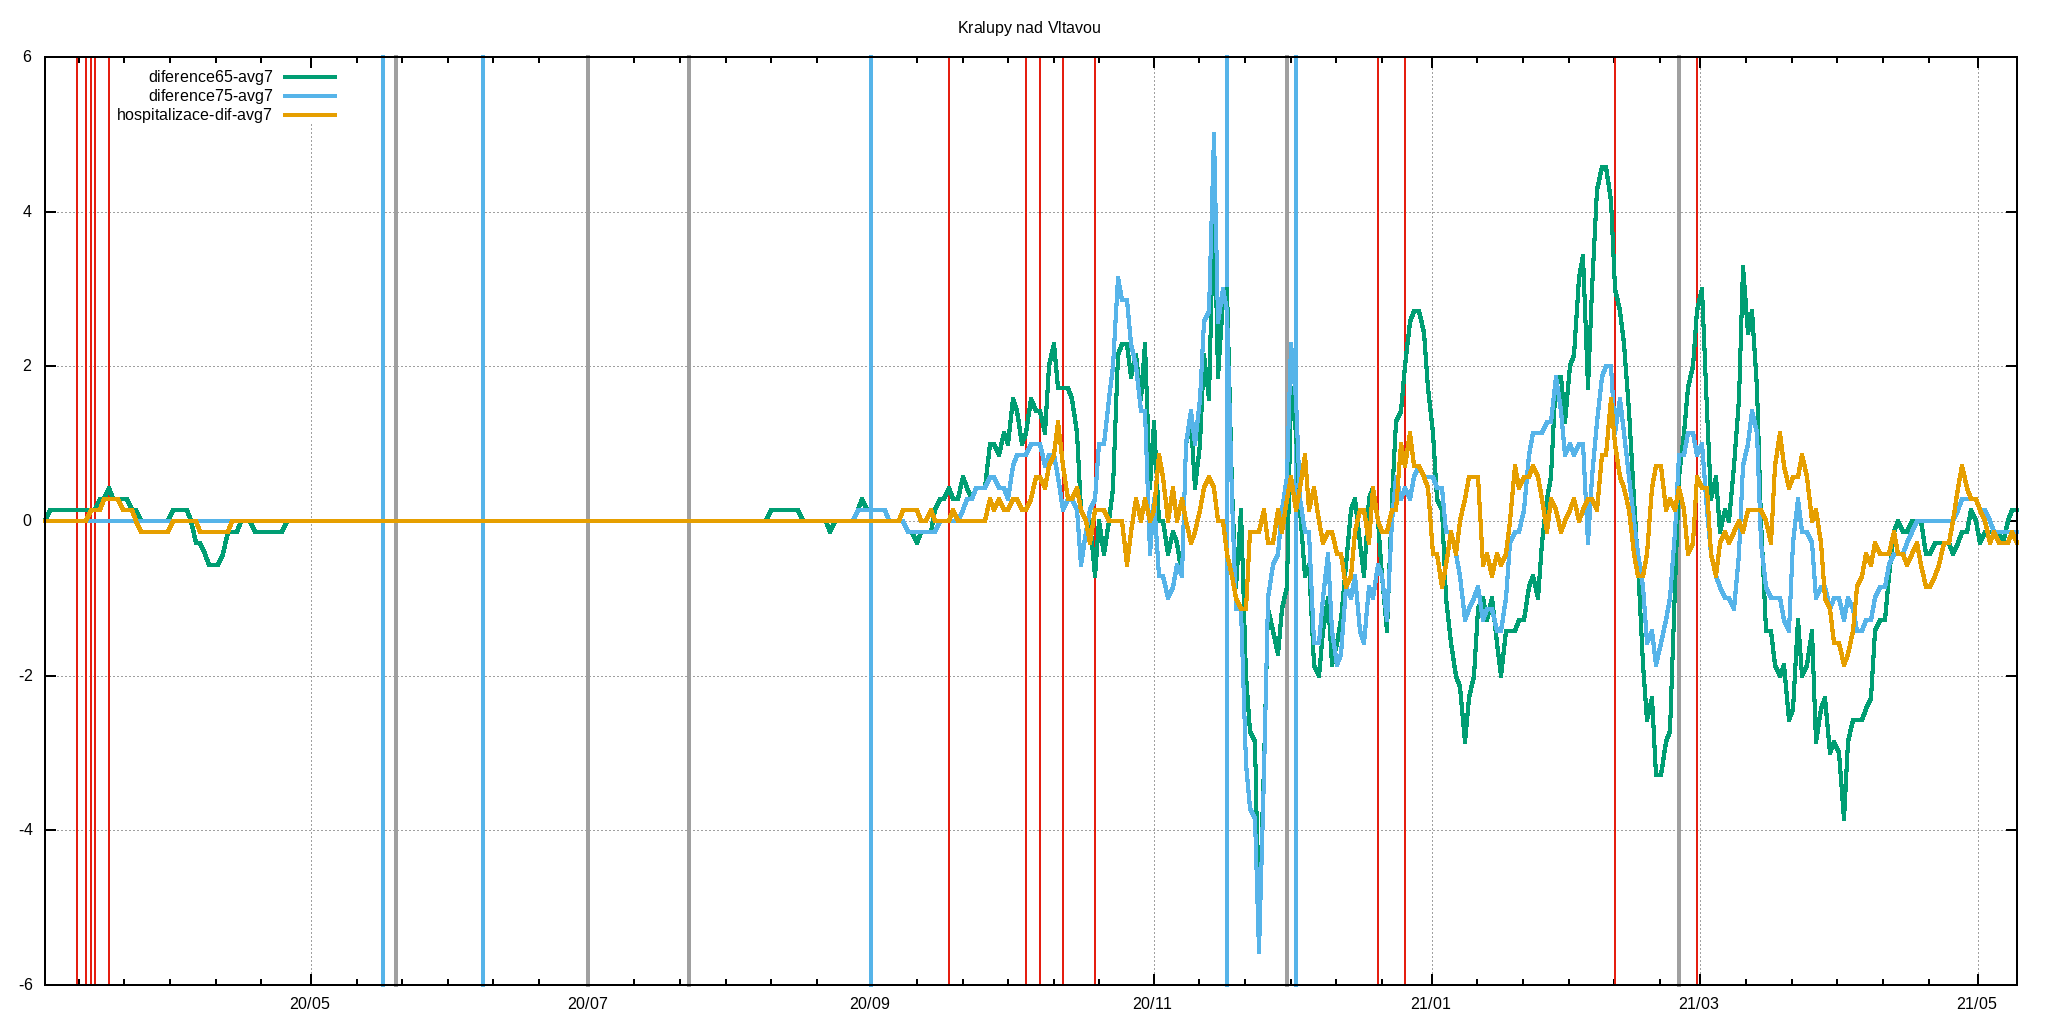 Kralupy nad Vltavou
diference65-avg7
diference75-avg7
hospitalizace-dif-avg7
6
4
2
0
-2
-4
-6
20/05 20/07 20/09 20/11 21/01 21/03 21/05